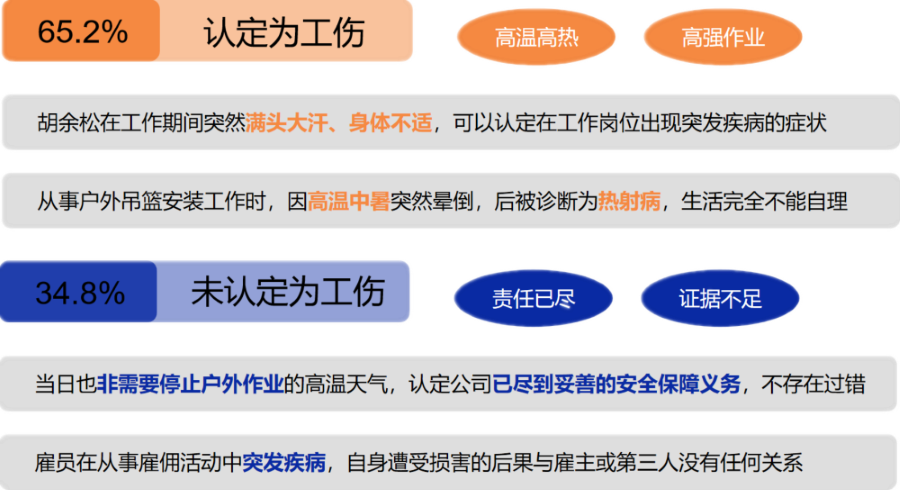 65.2% 认定为工伤 高温高热 高强作业
胡余松在工作期间突然满头大汗、身体不适，可以认定在工作岗位出现突发疾病的症状
从事户外吊篮安装工作时，因高温中暑突然晕倒，后被诊断为热射病，生活完全不能自理
34.8% 未认定为工伤 责任已尽 证据不足
当日也非需要停止户外作业的高温天气，认定公司已尽到妥善的安全保障义务，不存在过错
雇员在从事雇佣活动中突发疾病，自身遭受损害的后果与雇主或第三人没有任何关系